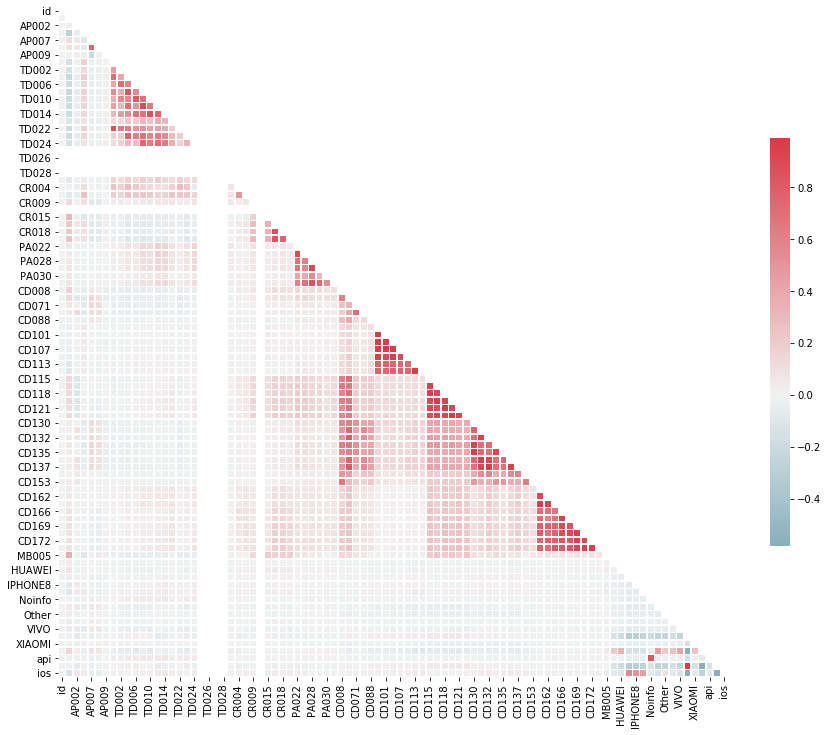 id
AP002
AP007
AP009
TD002
TD006
TD010
TD014
TD022
TD024
TD026
TD028
CR004
CR009
CR015
CR018
PA022
PA028
PA030
CD008
CD071
CD088
CD101
CD107
CD113
CD115
CD118
CD121
CD130
CD132
CD135
CD137
CD153
CD162
CD166
CD169
CD172
MB005
HUAWEI
IPHONE8
Noinfo
Other
VIVO
XIAOMI
api
ios
0.8
0.6
0.4
0.2
0.0
−0.2
−0.4
id
AP002
AP007
AP009
TD002
TD006
TD010
TD014
TD022
TD024
TD026
TD028
CR004
CR009
CR015
CR018
PA022
PA028
PA030
CD008
CD071
CD088
CD101
CD107
CD113
CD115
CD118
CD121
CD130
CD132
CD135
CD137
CD153
CD162
CD166
CD169
CD172
MB005
HUAWEI
IPHONE8
Noinfo
Other
VIVO
XIAOMI
api
ios